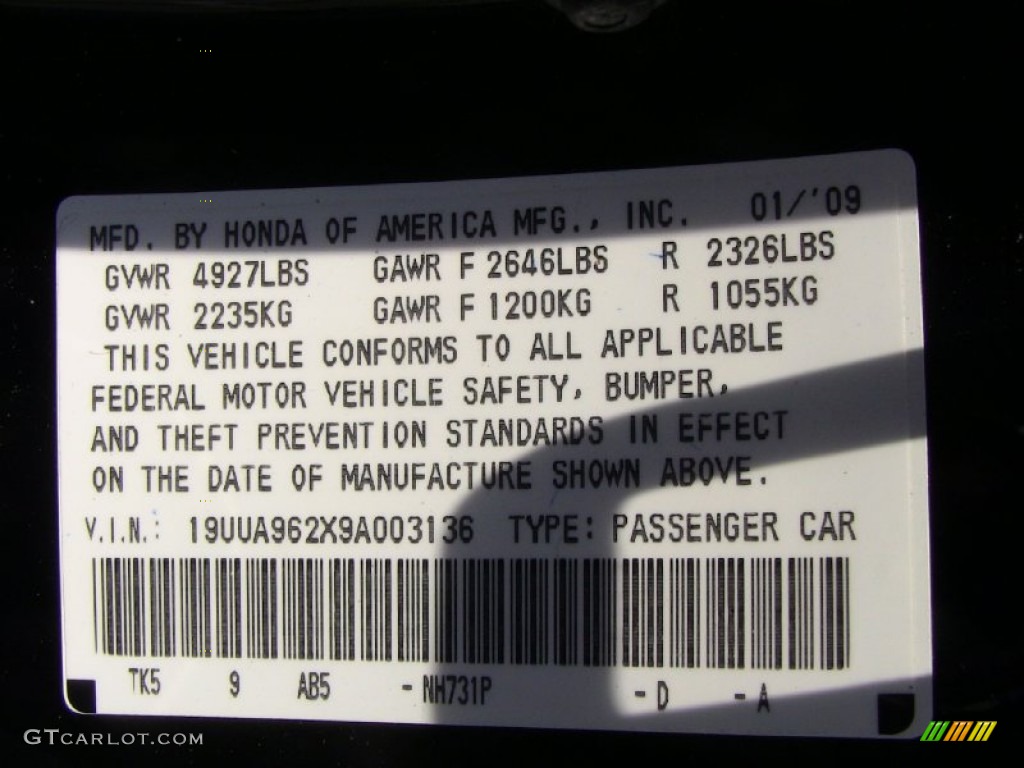 MFD. BY HONDA OF AMERICA MFG., INC. 01/'09
GVWR 4927LBS GAWR F 2646LBS R 2326LBS
GVWR 2235KG GAWR F 1200KG R 1055KG
THIS VEHICLE CONFORMS TO ALL APPLICABLE
FEDERAL MOTOR VEHICLE SAFETY, BUMPER,
AND THEFT PREVENTION STANDARDS IN EFFECT
ON THE DATE OF MANUFACTURE SHOWN ABOVE.
V.I.N.: 19UUA962X9A003136 TYPE: PASSENGER CAR
TK5 9 AB5 -NH731P -D -A
GTCARLOT.COM